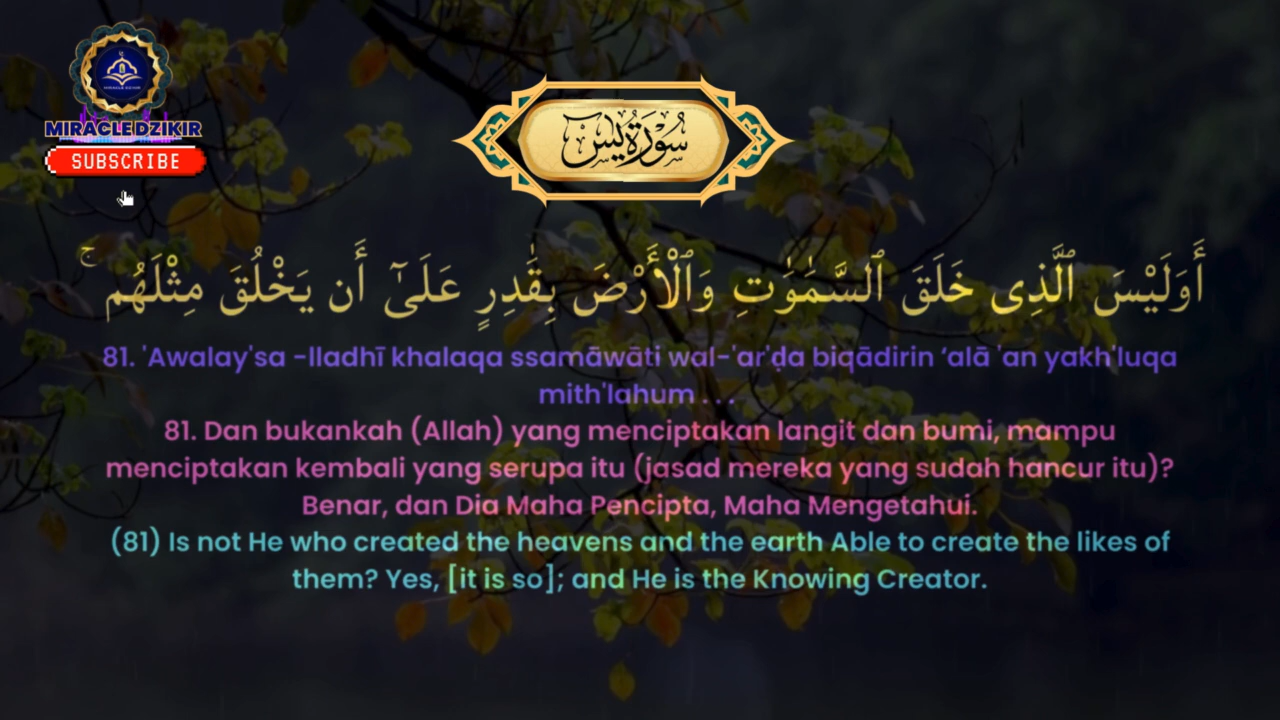 MIRACLE DZIKIR
SUBSCRIBE
سُوْرَةُ يٰسٓ
أَوَلَيْسَ ٱلَّذِى خَلَقَ ٱلسَّمَٰوَٰتِ وَٱلْأَرْضَ بِقَٰدِرٍ عَلَىٰٓ أَن يَخْلُقَ مِثْلَهُم ۚ
81. 'Awalay'sa -lladhī khalaqa ssamāwāti wal-'ar'ḍa biqādirin ‘alā 'an yakh'luqa
mith'lahum . . .
81. Dan bukankah (Allah) yang menciptakan langit dan bumi, mampu
menciptakan kembali yang serupa itu (jasad mereka yang sudah hancur itu)?
Benar, dan Dia Maha Pencipta, Maha Mengetahui.
(81) Is not He who created the heavens and the earth Able to create the likes of
them? Yes, [it is so]; and He is the Knowing Creator.